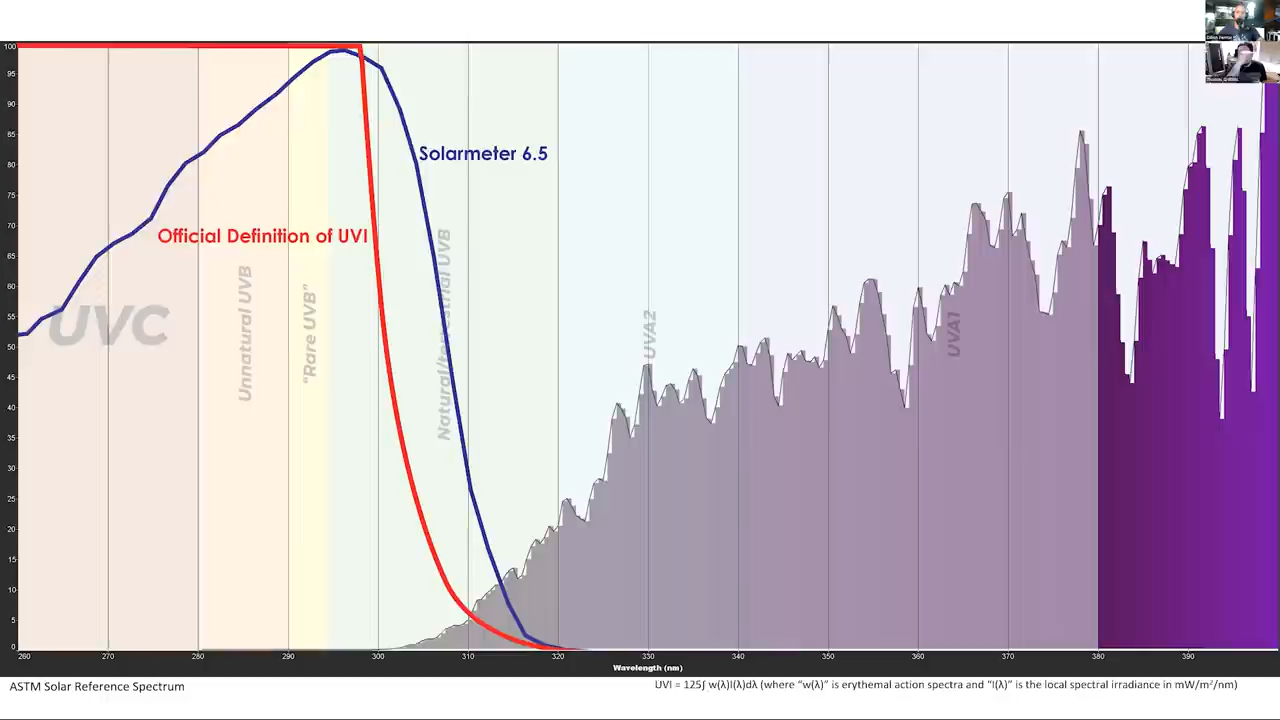 100
95
90
85
80
75
70
65
60
55
50
45
40
35
30
25
20
15
10
5
0
Solarmeter 6.5
Official Definition of UVI
UVC
Unnatural UVB
"Rare UVB"
Natural/terrestrial UVB
UVA2
UVA1
260 270 280 290 300 310 320 330 340 350 360 370 380 390
Wavelength (nm)
ASTM Solar Reference Spectrum
UVI = 125∫ w(λ)I(λ)dλ (where "w(λ)" is erythemal action spectra and "I(λ)" is the local spectral irradiance in mW/m²/nm)